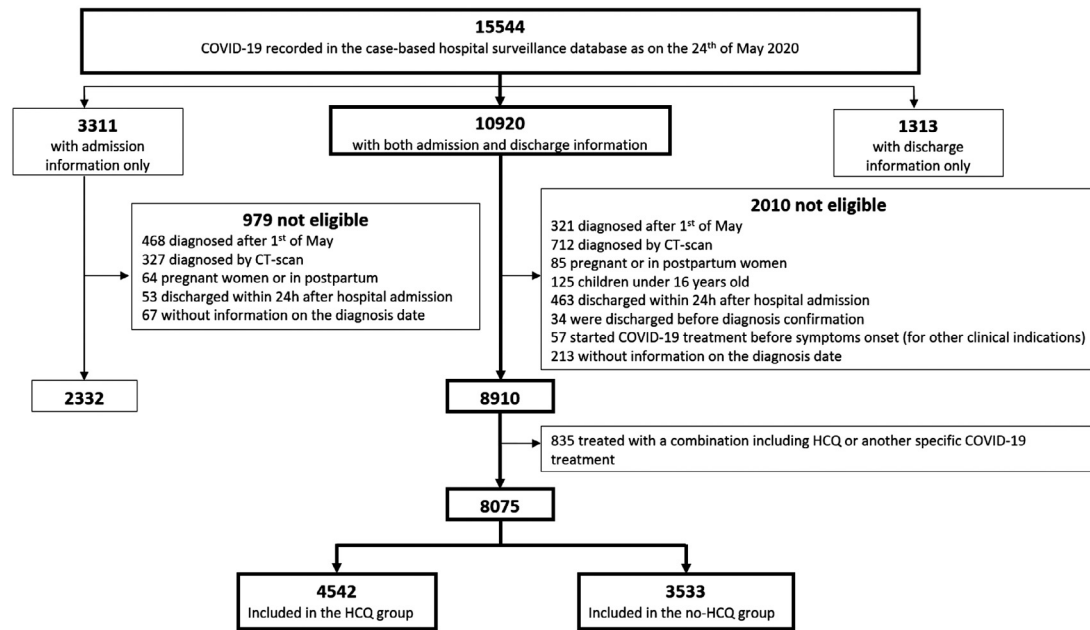 15544
COVID-19 recorded in the case-based hospital surveillance database as on the 24th of May 2020
3311
with admission
information only
10920
with both admission and discharge information
1313
with discharge
information only
979 not eligible
468 diagnosed after 1st of May
327 diagnosed by CT-scan
64 pregnant women or in postpartum
53 discharged within 24h after hospital admission
67 without information on the diagnosis date
2010 not eligible
321 diagnosed after 1st of May
712 diagnosed by CT-scan
85 pregnant or in postpartum women
125 children under 16 years old
463 discharged within 24h after hospital admission
34 were discharged before diagnosis confirmation
57 started COVID-19 treatment before symptoms onset (for other clinical indications)
213 without information on the diagnosis date
2332
8910
835 treated with a combination including HCQ or another specific COVID-19
treatment
8075
4542
Included in the HCQ group
3533
Included in the no-HCQ group